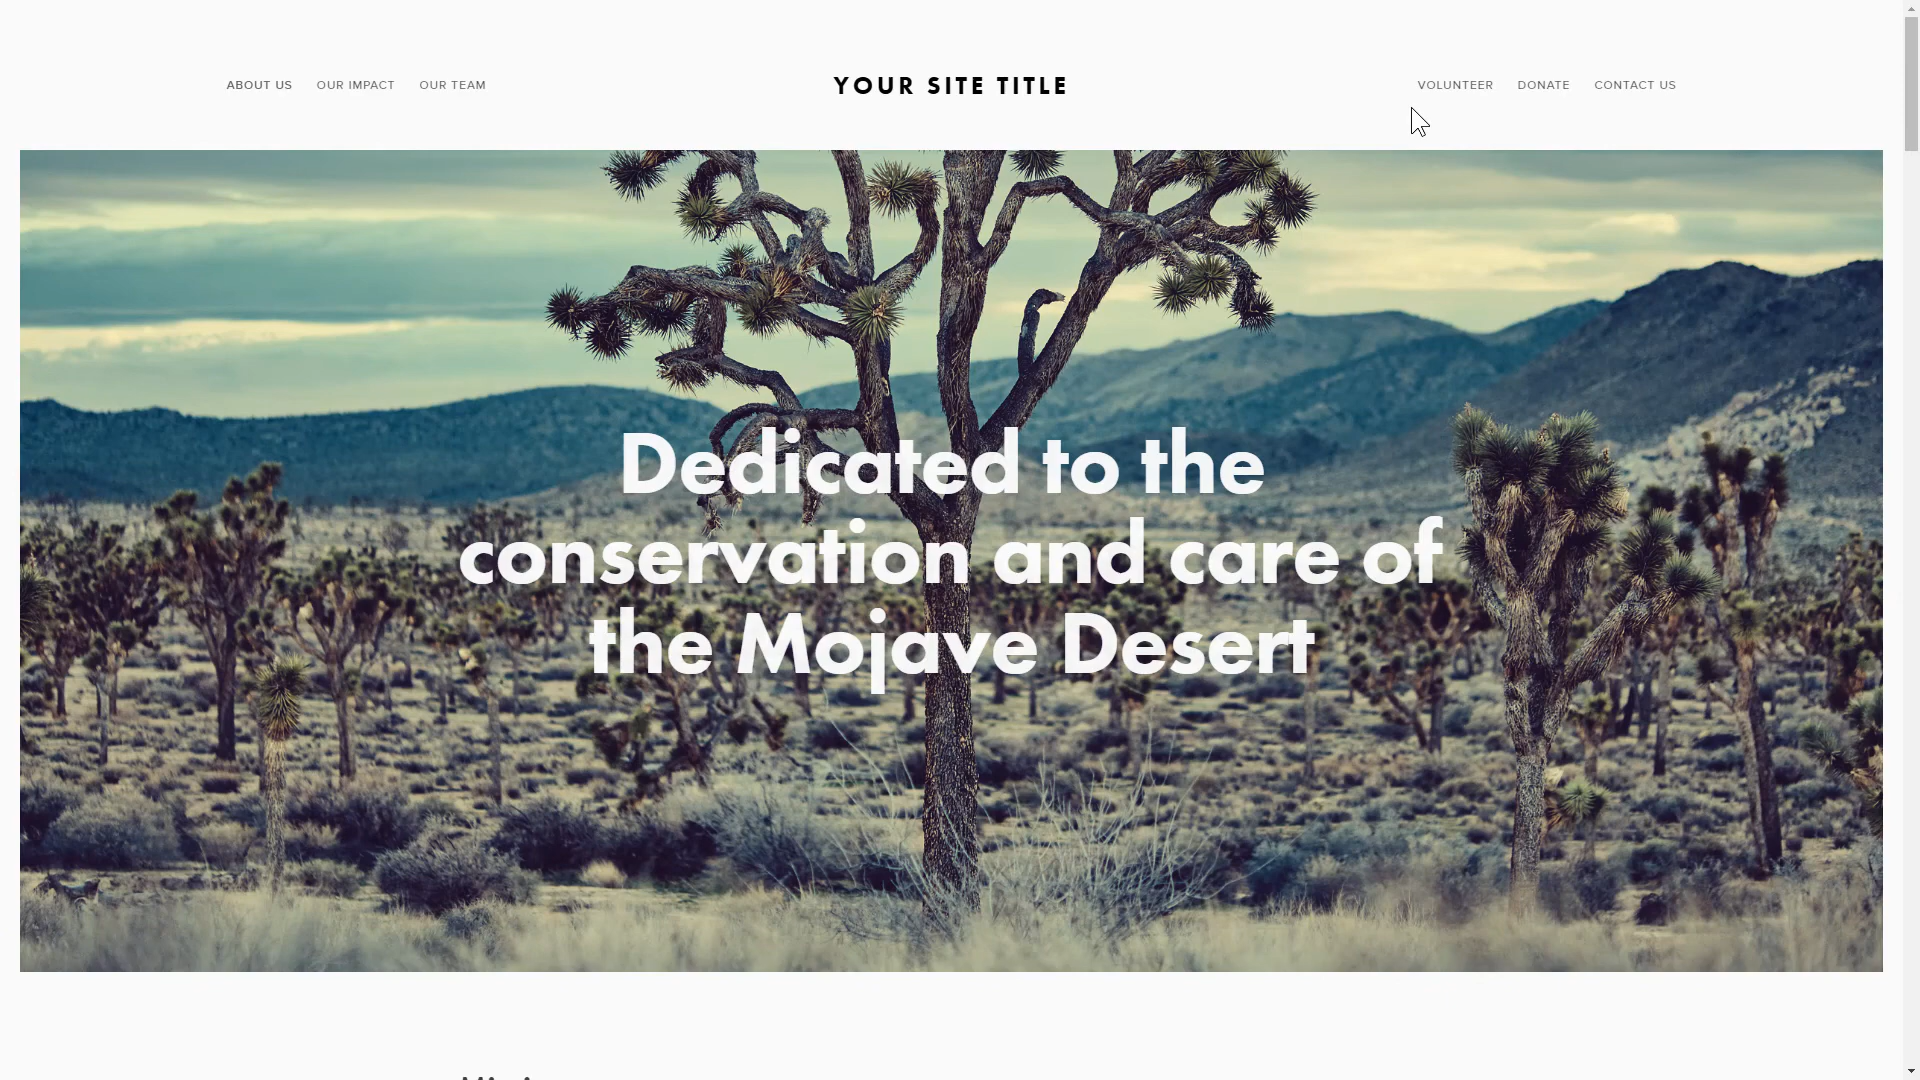 ABOUT US OUR IMPACT OUR TEAM YOUR SITE TITLE VOLUNTEER DONATE CONTACT US
Dedicated to the
conservation and care of
the Mojave Desert